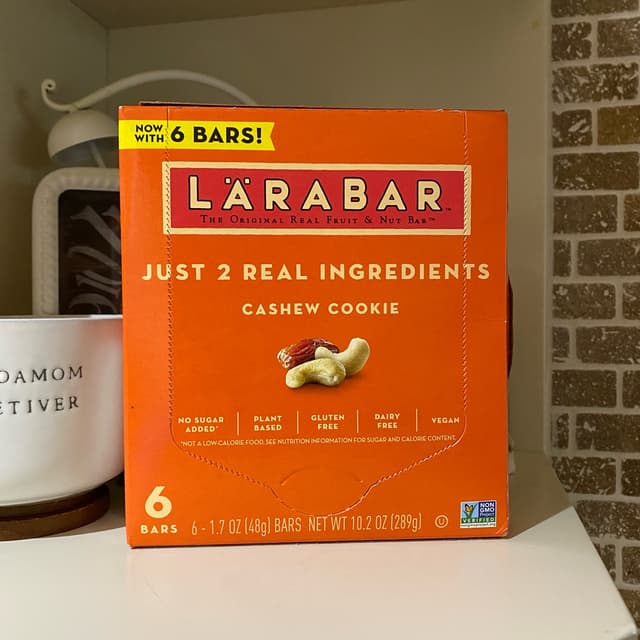 NOW
WITH 6 BARS!
LÄRABAR™
THE ORIGINAL REAL FRUIT & NUT BAR™
JUST 2 REAL INGREDIENTS
CASHEW COOKIE
NO SUGAR ADDED*
PLANT BASED
GLUTEN FREE
DAIRY FREE
VEGAN
*NOT A LOW-CALORIE FOOD. SEE NUTRITION INFORMATION FOR SUGAR AND CALORIE CONTENT.
6
BARS
6 - 1.7 OZ (48g) BARS NET WT 10.2 OZ (289g)
U
NON
GMO
Project
VERIFIED
DAMOM
ETIVER